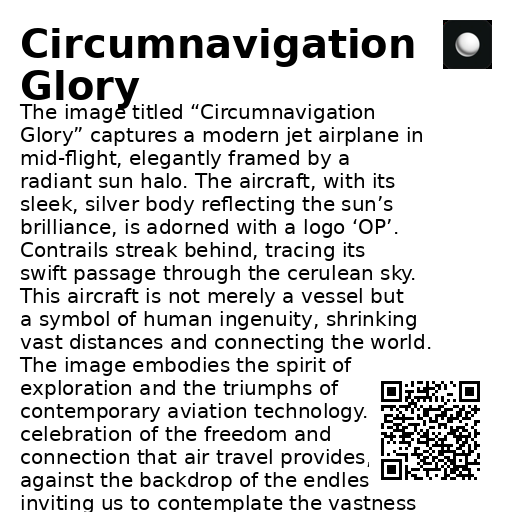 Circumnavigation
Glory
The image titled “Circumnavigation
Glory” captures a modern jet airplane in
mid-flight, elegantly framed by a
radiant sun halo. The aircraft, with its
sleek, silver body reflecting the sun’s
brilliance, is adorned with a logo ‘OP’.
Contrails streak behind, tracing its
swift passage through the cerulean sky.
This aircraft is not merely a vessel but
a symbol of human ingenuity, shrinking
vast distances and connecting the world.
The image embodies the spirit of
exploration and the triumphs of
contemporary aviation technology.
celebration of the freedom and
connection that air travel provides,
against the backdrop of the endles
inviting us to contemplate the vastness